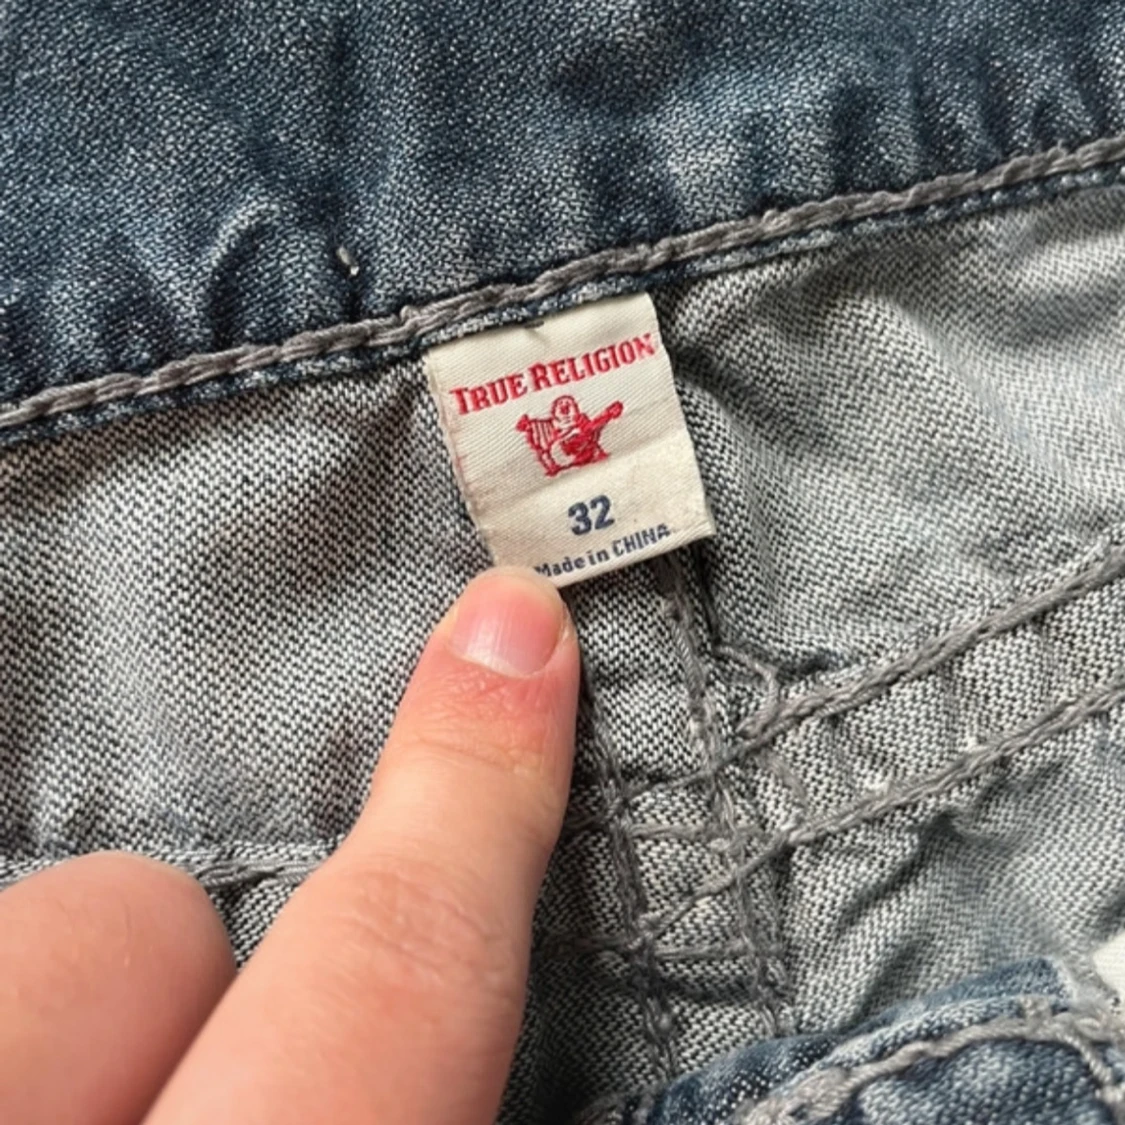 TRUE RELIGION
32
Made in CHINA